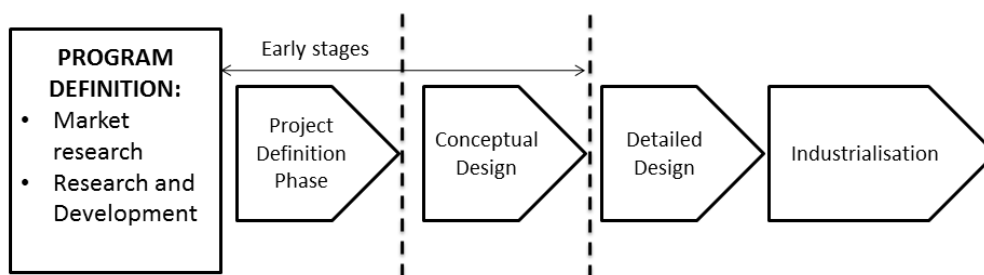 PROGRAM
DEFINITION:
• Market
research
• Research and
Development
Early stages
Project
Definition
Phase
Conceptual
Design
Detailed
Design
Industrialisation